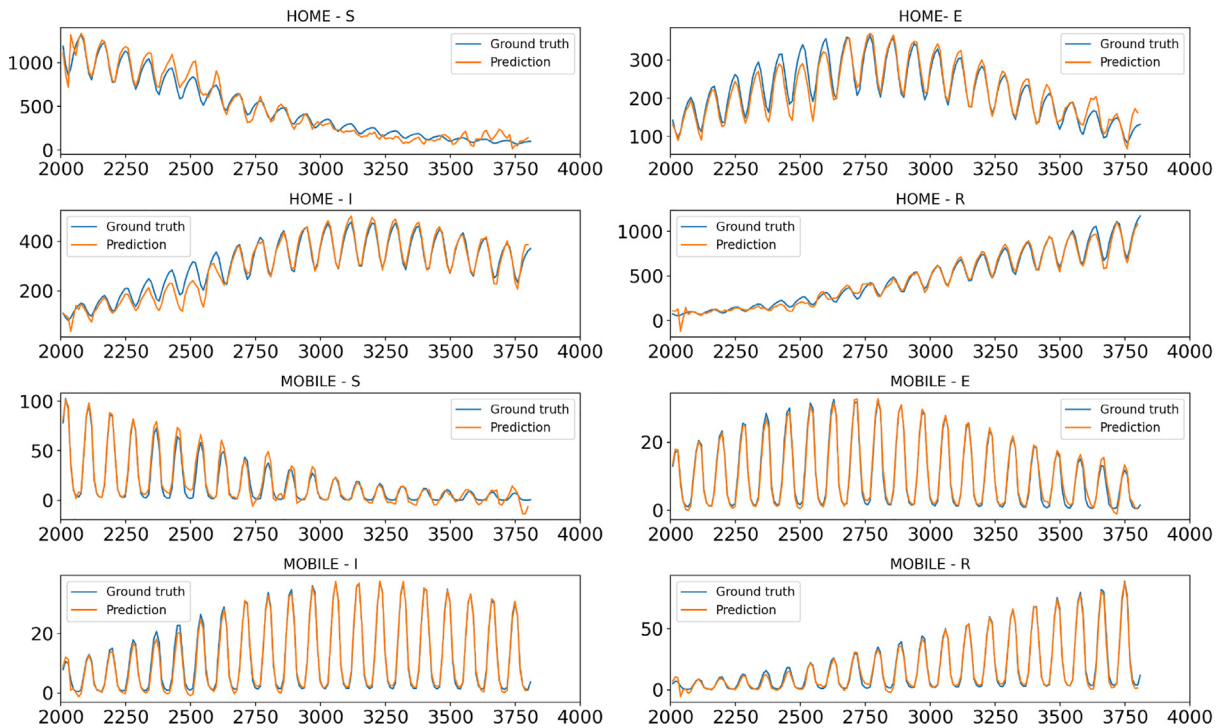 HOME - S
1000
500
0
Ground truth
Prediction
2000 2250 2500 2750 3000 3250 3500 3750 4000
HOME- E
300
200
100
Ground truth
Prediction
2000 2250 2500 2750 3000 3250 3500 3750 4000
HOME - I
400
200
Ground truth
Prediction
2000 2250 2500 2750 3000 3250 3500 3750 4000
HOME - R
1000
500
0
Ground truth
Prediction
2000 2250 2500 2750 3000 3250 3500 3750 4000
MOBILE - S
100
50
0
Ground truth
Prediction
2000 2250 2500 2750 3000 3250 3500 3750 4000
MOBILE - E
20
0
Ground truth
Prediction
2000 2250 2500 2750 3000 3250 3500 3750 4000
MOBILE - I
20
0
Ground truth
Prediction
2000 2250 2500 2750 3000 3250 3500 3750 4000
MOBILE - R
50
0
Ground truth
Prediction
2000 2250 2500 2750 3000 3250 3500 3750 4000